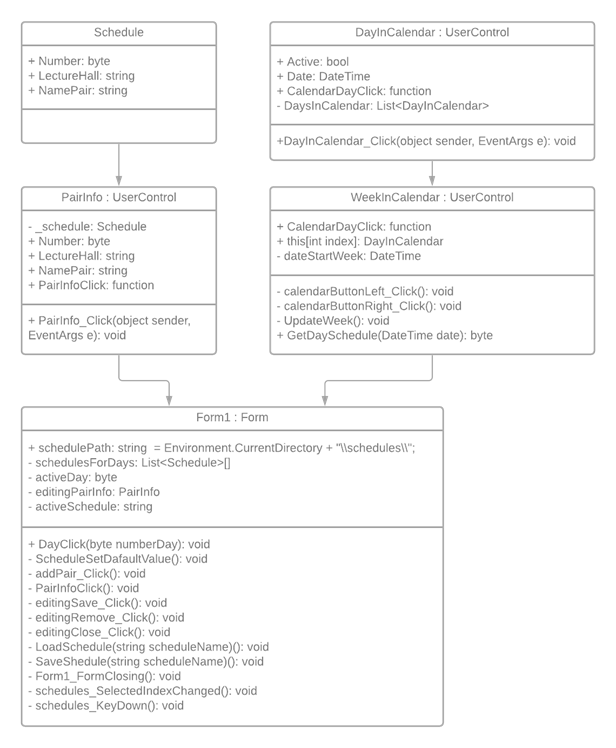 Schedule
+ Number: byte
+ LectureHall: string
+ NamePair: string
DayInCalendar : UserControl
+ Active: bool
+ Date: DateTime
+ CalendarDayClick: function
- DaysInCalendar: List<DayInCalendar>
+DayInCalendar_Click(object sender, EventArgs e): void
PairInfo : UserControl
- _schedule: Schedule
+ Number: byte
+ LectureHall: string
+ NamePair: string
+ PairInfoClick: function
+ PairInfo_Click(object sender,
EventArgs e): void
WeekInCalendar : UserControl
+ CalendarDayClick: function
+ this[int index]: DayInCalendar
- dateStartWeek: DateTime
- calendarButtonLeft_Click(): void
- calendarButtonRight_Click(): void
- UpdateWeek(): void
+ GetDaySchedule(DateTime date): byte
Form1 : Form
+ schedulePath: string  = Environment.CurrentDirectory + "\\schedules\\";
- schedulesForDays: List<Schedule>[]
- activeDay: byte
- editingPairInfo: PairInfo
- activeSchedule: string
+ DayClick(byte numberDay): void
- ScheduleSetDafaultValue(): void
- addPair_Click(): void
- PairInfoClick(): void
- editingSave_Click(): void
- editingRemove_Click(): void
- editingClose_Click(): void
- LoadSchedule(string scheduleName)(): void
- SaveShedule(string scheduleName)(): void
- Form1_FormClosing(): void
- schedules_SelectedIndexChanged(): void
- schedules_KeyDown(): void